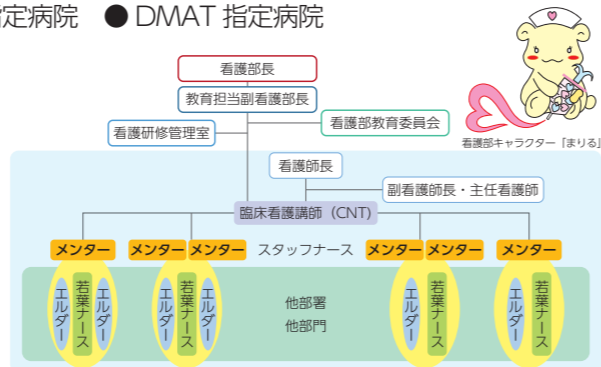 指定病院 ● DMAT 指定病院
看護部長
教育担当副看護部長
看護部教育委員会
看護研修管理室
看護部キャラクター「まりる」
看護師長
副看護師長・主任看護師
臨床看護講師（CNT）
メンター メンター メンター スタッフナース メンター メンター メンター
エルダー 若葉ナース エルダー エルダー 若葉ナース エルダー 他部署 エルダー 若葉ナース エルダー 若葉ナース
他部門